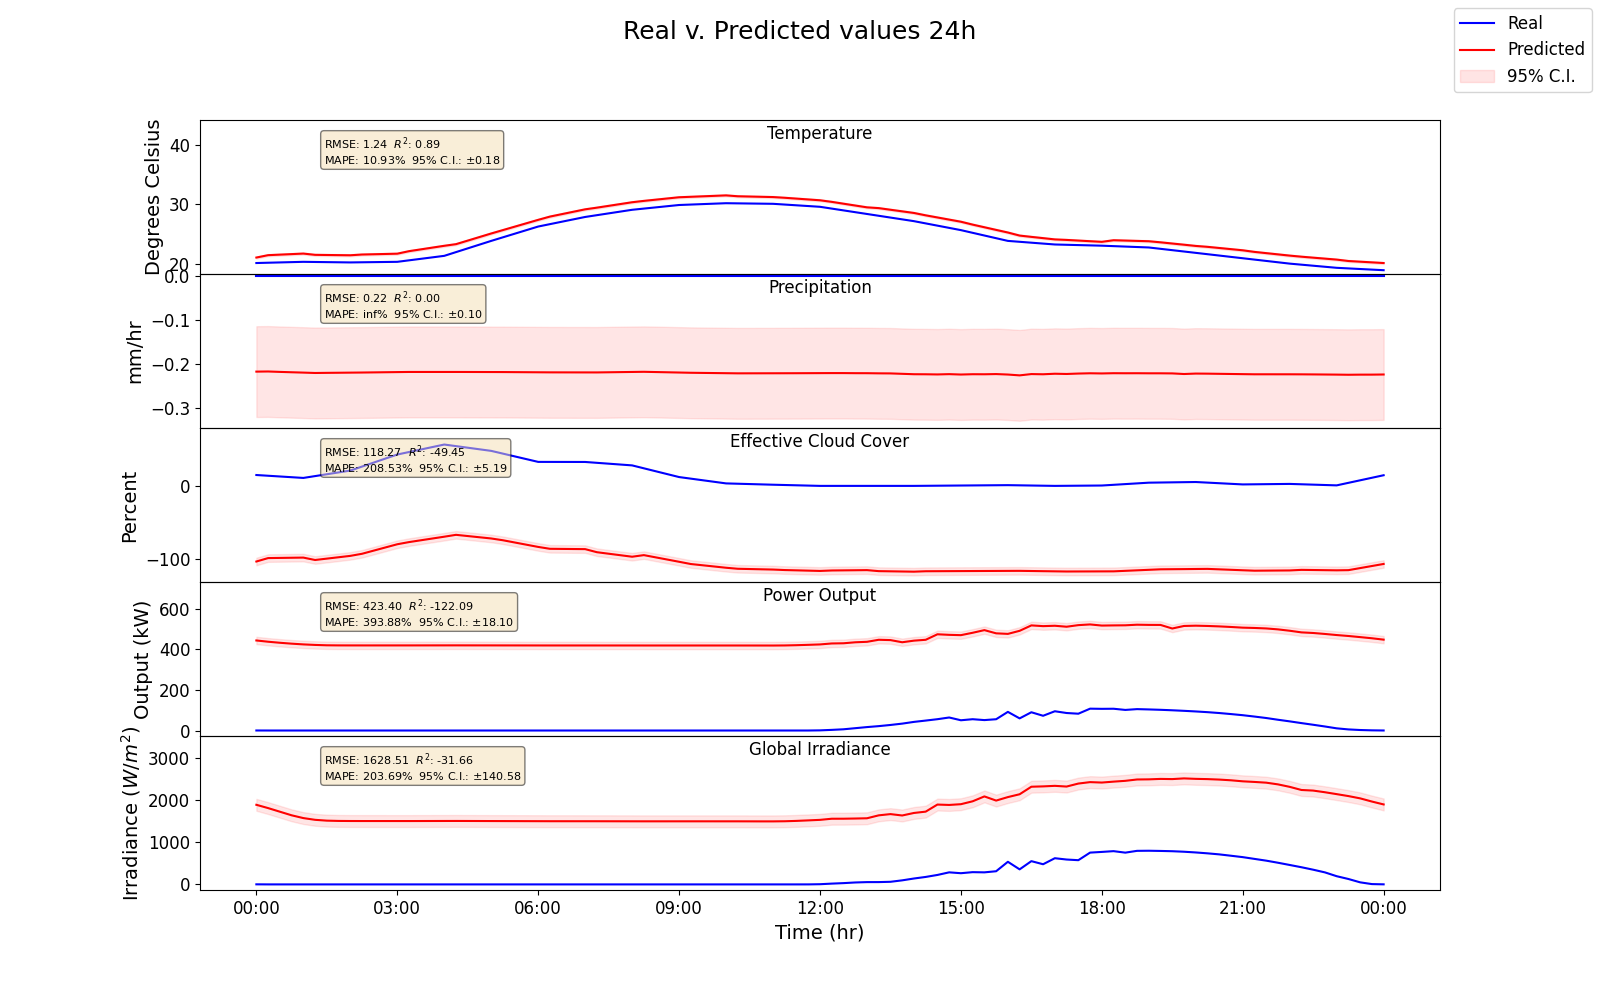 Real v. Predicted values 24h
Real
Predicted
95% C.I.
Temperature
RMSE: 1.24 R²: 0.89
MAPE: 10.93% 95% C.I.: ±0.18
Degrees Celsius
40
30
20
Precipitation
RMSE: 0.22 R²: 0.00
MAPE: inf% 95% C.I.: ±0.10
mm/hr
0.0
−0.1
−0.2
−0.3
Effective Cloud Cover
RMSE: 118.27 R²: -49.45
MAPE: 208.53% 95% C.I.: ±5.19
Percent
0
−100
Power Output
RMSE: 423.40 R²: -122.09
MAPE: 393.88% 95% C.I.: ±18.10
Output (kW)
600
400
200
0
Global Irradiance
RMSE: 1628.51 R²: -31.66
MAPE: 203.69% 95% C.I.: ±140.58
Irradiance (W/m²)
3000
2000
1000
0
00:00 03:00 06:00 09:00 12:00 15:00 18:00 21:00 00:00
Time (hr)